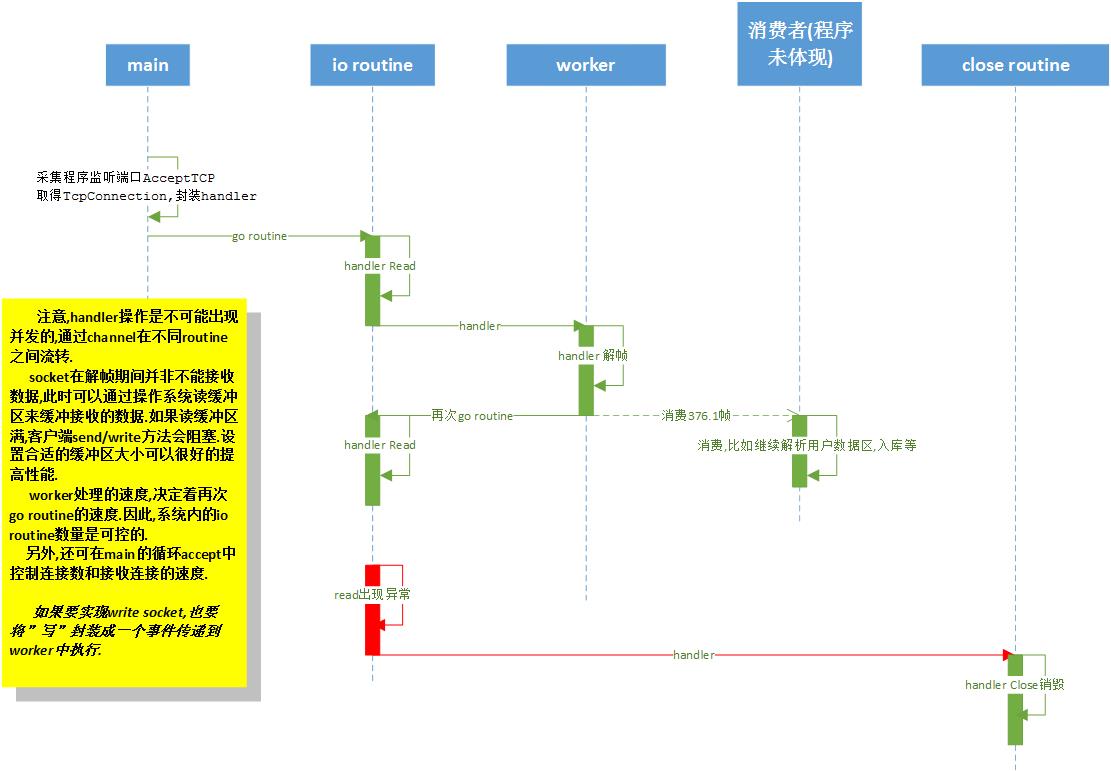 main
io routine
worker
消费者(程序
未体现)
close routine
采集程序监听端口AcceptTCP
取得TcpConnection,封装handler
go routine
handler Read
handler
handler 解帧
再次go routine
消费376.1帧
handler Read
消费,比如继续解析用户数据区,入库等
注意,handler操作是不可能出现
并发的,通过channel在不同routine
之间流转.
socket在解帧期间并非不能接收
数据,此时可以通过操作系统读缓冲
区来缓冲接收的数据.如果读缓冲区
满,客户端send/write方法会阻塞.设
置合适的缓冲区大小可以很好的提
高性能.
worker处理的速度,决定着再次
go routine的速度.因此,系统内的io
routine数量是可控的.
另外,还可在main的循环accept中
控制连接数和接收连接的速度.
如果要实现write socket,也要
将”写”封装成一个事件传递到
worker中执行.
read出现异常
handler
handler Close销毁